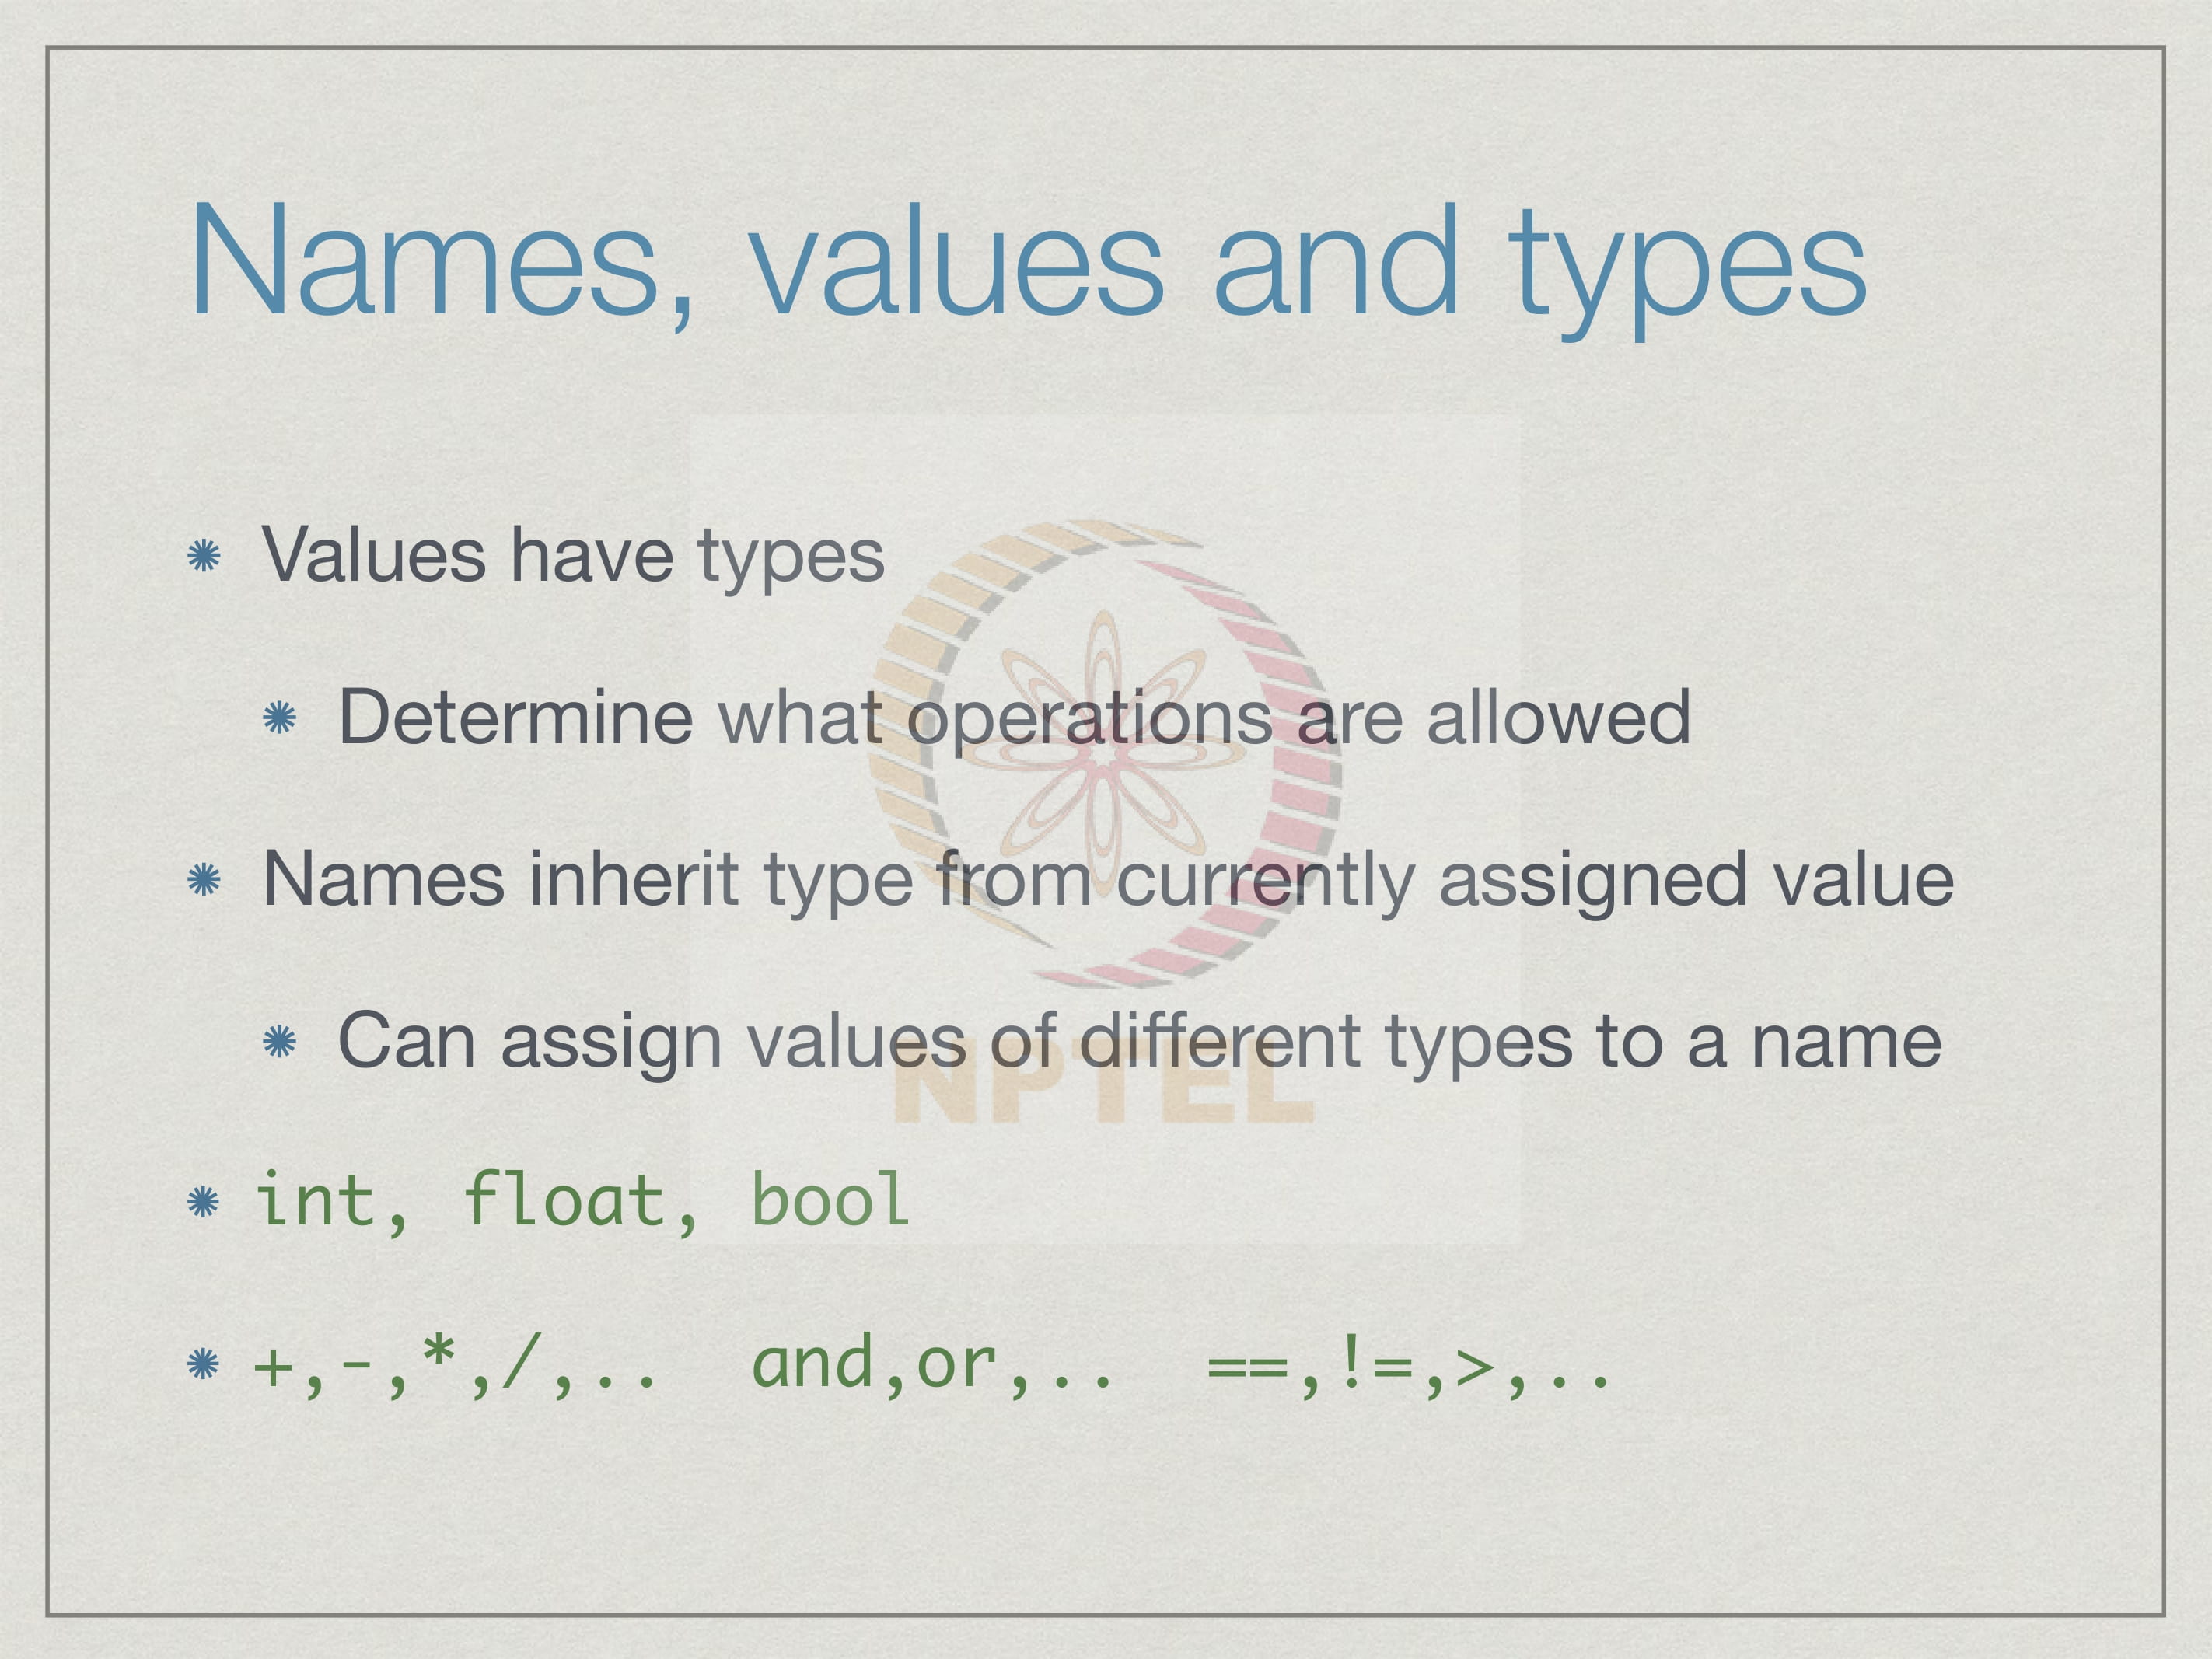 Names, values and types
Values have types
Determine what operations are allowed
Names inherit type from currently assigned value
Can assign values of different types to a name
NPTEL
int, float, bool
+,-,*,/,.. and,or,.. ==,!=,>,..